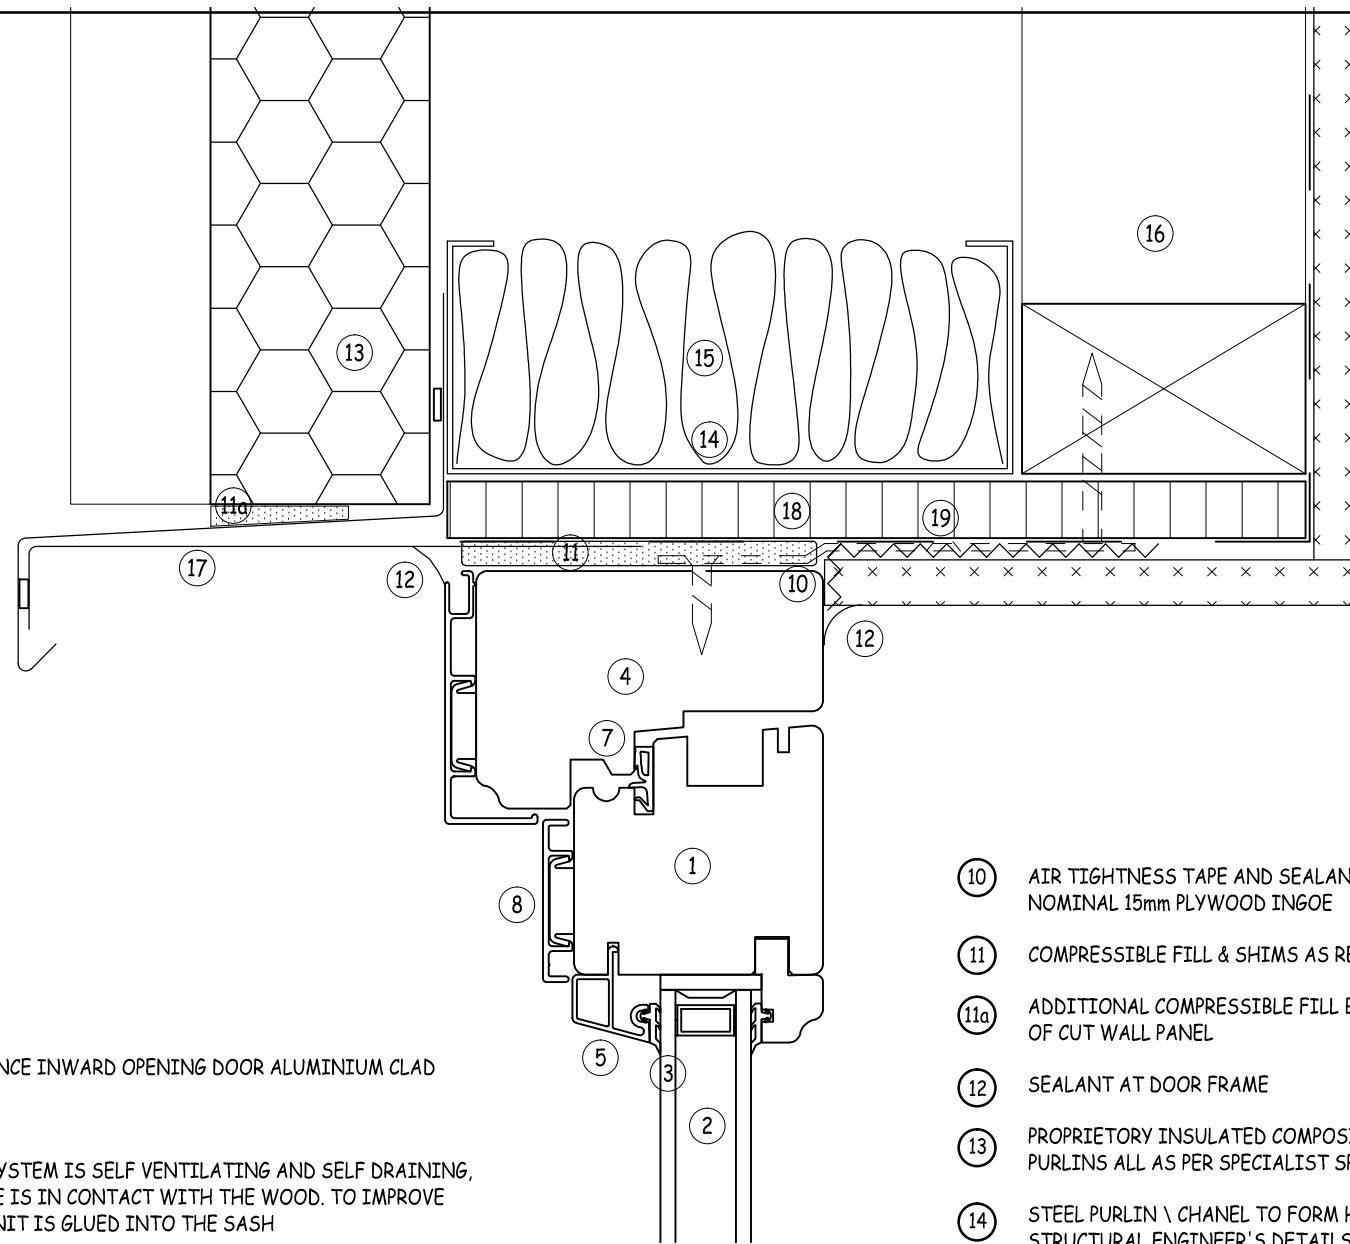 16
13
15
14
11a
18
19
11
17
12
10
12
4
7
1
8
5
3
2
NCE INWARD OPENING DOOR ALUMINIUM CLAD
YSTEM IS SELF VENTILATING AND SELF DRAINING,
E IS IN CONTACT WITH THE WOOD. TO IMPROVE
NIT IS GLUED INTO THE SASH
10 AIR TIGHTNESS TAPE AND SEALAN
NOMINAL 15mm PLYWOOD INGOE
11 COMPRESSIBLE FILL & SHIMS AS RE
11a ADDITIONAL COMPRESSIBLE FILL
OF CUT WALL PANEL
12 SEALANT AT DOOR FRAME
13 PROPRIETORY INSULATED COMPOSI
PURLINS ALL AS PER SPECIALIST SP
14 STEEL PURLIN \ CHANEL TO FORM
STRUCTURAL ENGINEER'S DETAILS